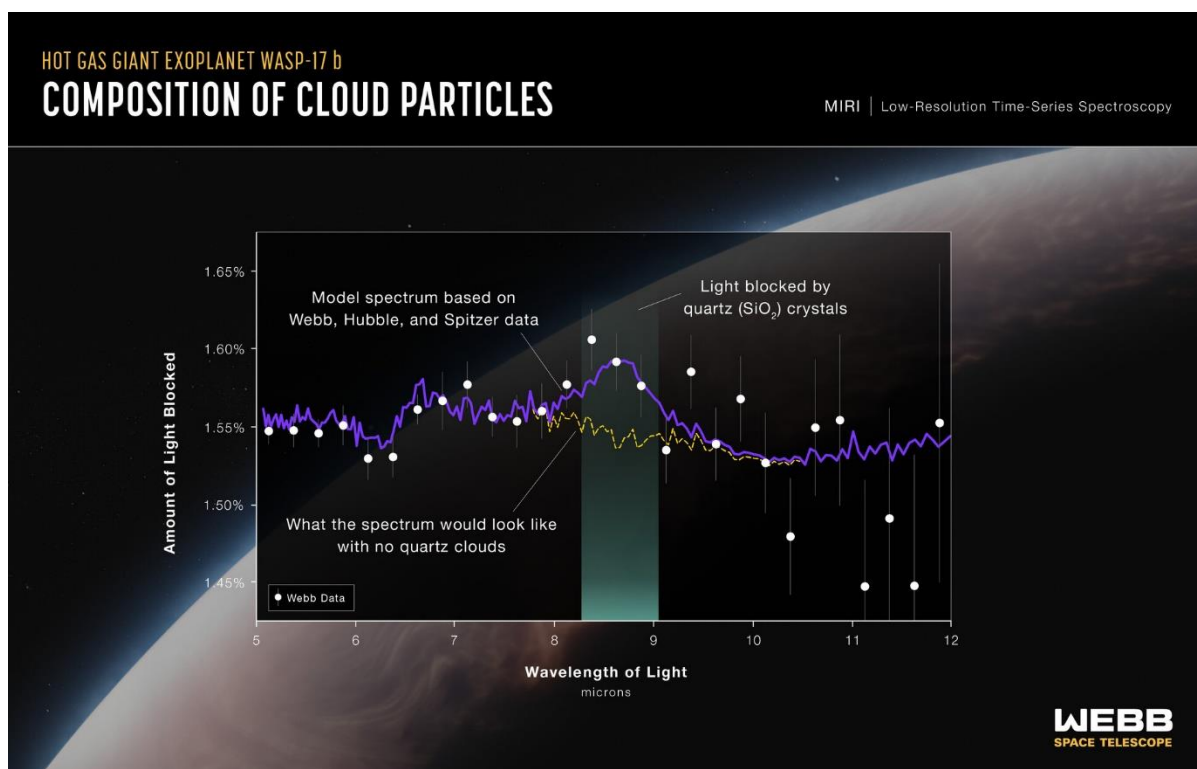 HOT GAS GIANT EXOPLANET WASP-17 b
COMPOSITION OF CLOUD PARTICLES
MIRI | Low-Resolution Time-Series Spectroscopy
Amount of Light Blocked
1.65%
1.60%
1.55%
1.50%
1.45%
Model spectrum based on
Webb, Hubble, and Spitzer data
Light blocked by
quartz (SiO₂) crystals
What the spectrum would look like
with no quartz clouds
Webb Data
5 6 7 8 9 10 11 12
Wavelength of Light
microns
WEBB
SPACE TELESCOPE